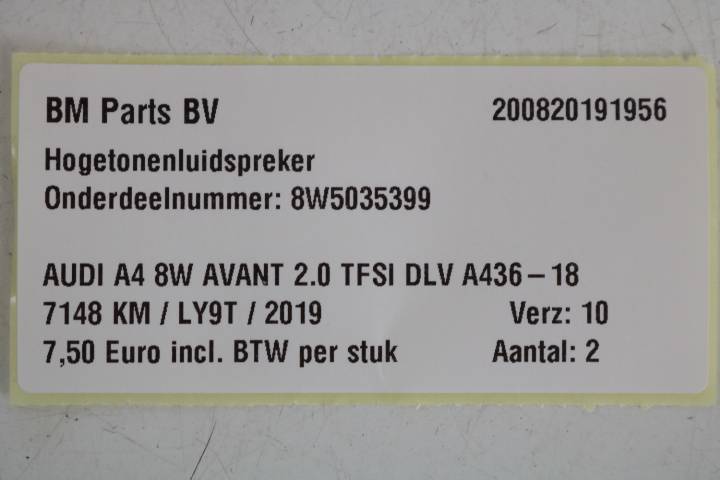 BM Parts BV 200820191956
Hogetonenluidspreker
Onderdeelnummer: 8W5035399
AUDI A4 8W AVANT 2.0 TFSI DLV A436-18
7148 KM / LY9T / 2019 Verz: 10
7,50 Euro incl. BTW per stuk Aantal: 2